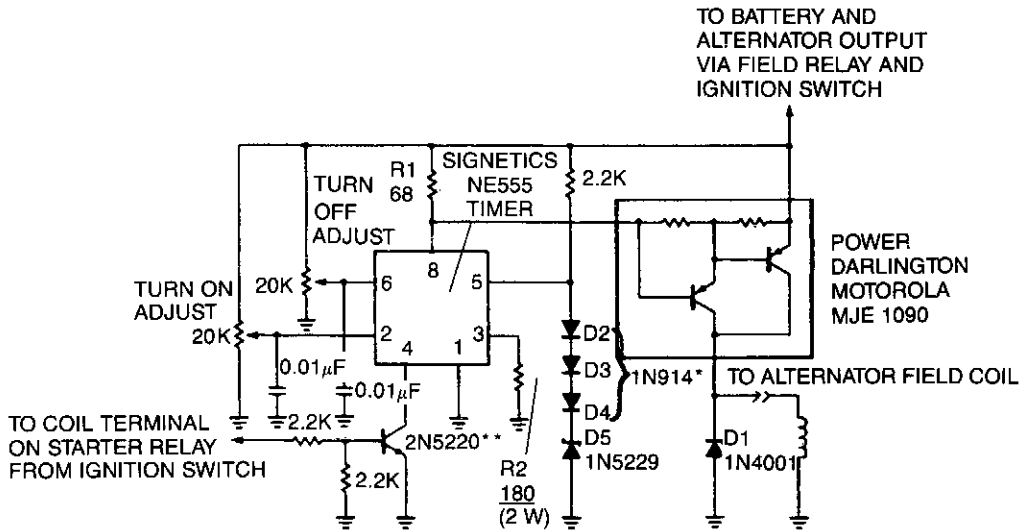 TO BATTERY AND
ALTERNATOR OUTPUT
VIA FIELD RELAY AND
IGNITION SWITCH
R1
68
SIGNETICS
NE555
TIMER
2.2K
TURN
OFF
ADJUST
20K
TURN ON
ADJUST
20K
8
6
5
2
3
4
1
POWER
DARLINGTON
MOTOROLA
MJE 1090
D2
D3
D4
1N914*
D5
1N5229
TO ALTERNATOR FIELD COIL
D1
1N4001
0.01µF
0.01µF
TO COIL TERMINAL
ON STARTER RELAY
FROM IGNITION SWITCH
2.2K
2N5220**
2.2K
R2
180
(2 W)